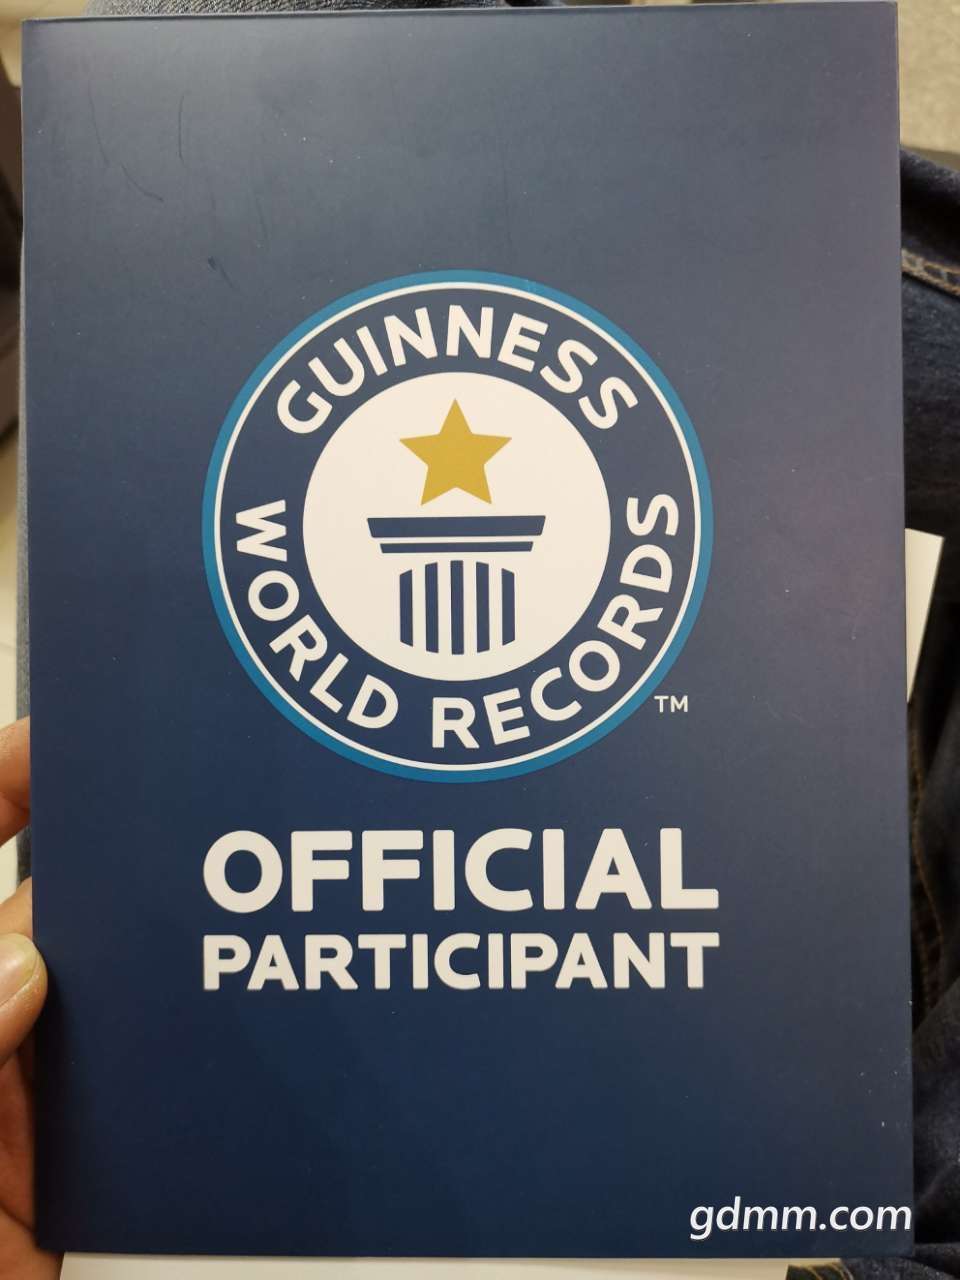 GUINNESS
WORLD RECORDS
TM
OFFICIAL
PARTICIPANT
gdmm.com